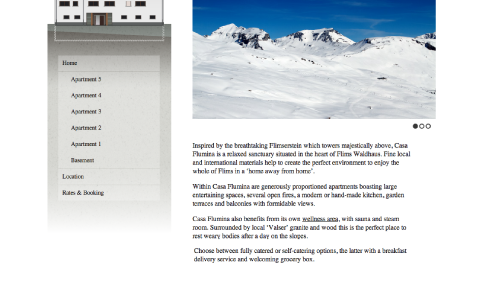 Home
Apartment 5
Apartment 4
Apartment 3
Apartment 2
Apartment 1
Basement
Location
Rates & Booking
Inspired by the breathtaking Flimserstein which towers majestically above, Casa
Flumina is a relaxed sanctuary situated in the heart of Flims Waldhaus. Fine local
and international materials help to create the perfect environment to enjoy the
whole of Flims in a 'home away from home'.
Within Casa Flumina are generously proportioned apartments boasting large
entertaining spaces, several open fires, a modern or hand-made kitchen, garden
terraces and balconies with formidable views.
Casa Flumina also benefits from its own wellness area, with sauna and steam
room. Surrounded by local 'Valser' granite and wood this is the perfect place to
rest weary bodies after a day on the slopes.
Choose between fully catered or self-catering options, the latter with a breakfast
delivery service and welcoming grocery box.